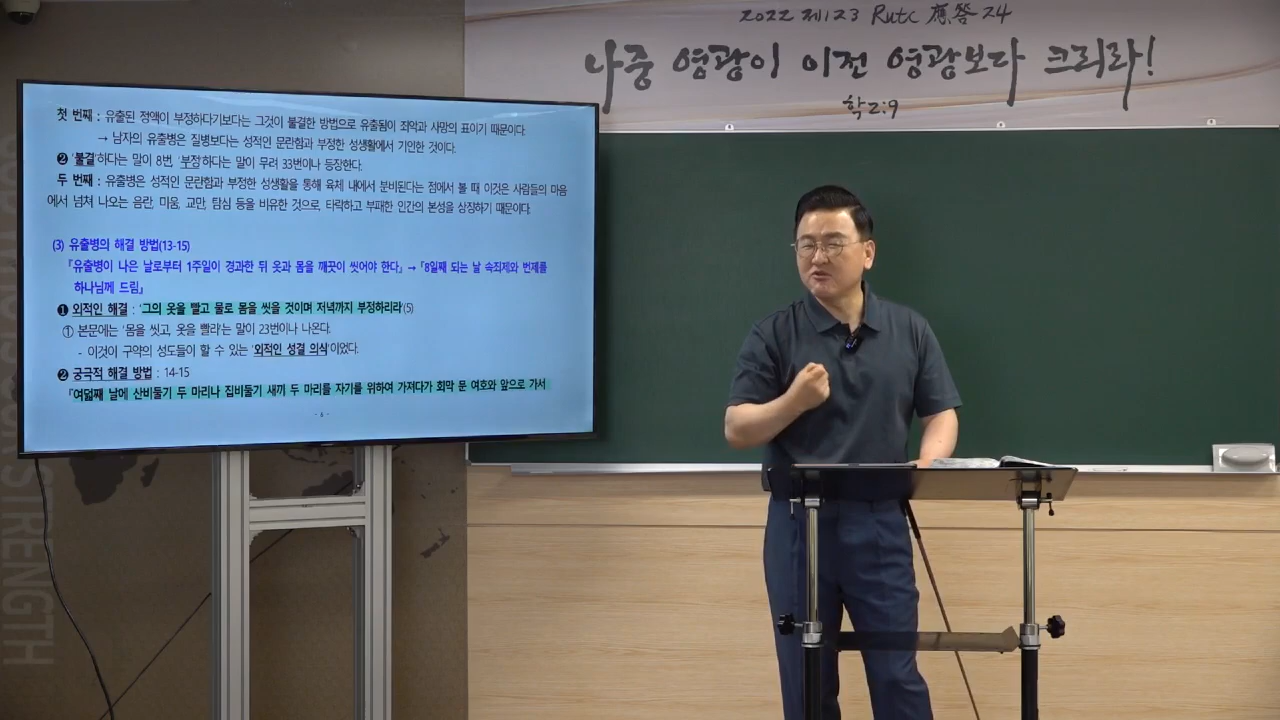 2022 제123 Rutc 應答 24
나중 영광이 이전 영광보다 크리라!
학2:9
첫 번째 : 유출된 정액이 부정하다기보다는 그것이 불결한 방법으로 유출됨이 죄악과 사망의 표이기 때문이다.
→ 남자의 유출병은 질병보다는 성적인 문란함과 부정한 성생활에서 기인한 것이다.
❷ '불결'하다는 말이 8번, '부정'하다는 말이 무려 33번이나 등장한다.
두 번째 : 유출병은 성적인 문란함과 부정한 성생활을 통해 육체 내에서 분비된다는 점에서 볼 때 이것은 사람들의 마음
에서 넘쳐 나오는 음란, 미움, 교만, 탐심 등을 비유한 것으로, 타락하고 부패한 인간의 본성을 상징하기 때문이다.
(3) 유출병의 해결 방법(13-15)
「유출병이 나은 날로부터 1주일이 경과한 뒤 옷과 몸을 깨끗이 씻어야 한다」 → 「8일째 되는 날 속죄제와 번제를
하나님께 드림」
❶ 외적인 해결 : '그의 옷을 빨고 물로 몸을 씻을 것이며 저녁까지 부정하리라'(5)
① 본문에는 '몸을 씻고, 옷을 빨라'는 말이 23번이나 나온다.
- 이것이 구약의 성도들이 할 수 있는 '외적인 성결 의식'이었다.
❷ 궁극적 해결 방법 : 14-15
「여덟째 날에 산비둘기 두 마리나 집비둘기 새끼 두 마리를 자기를 위하여 가져다가 회막 문 여호와 앞으로 가서
- 6 -
STRENGTH